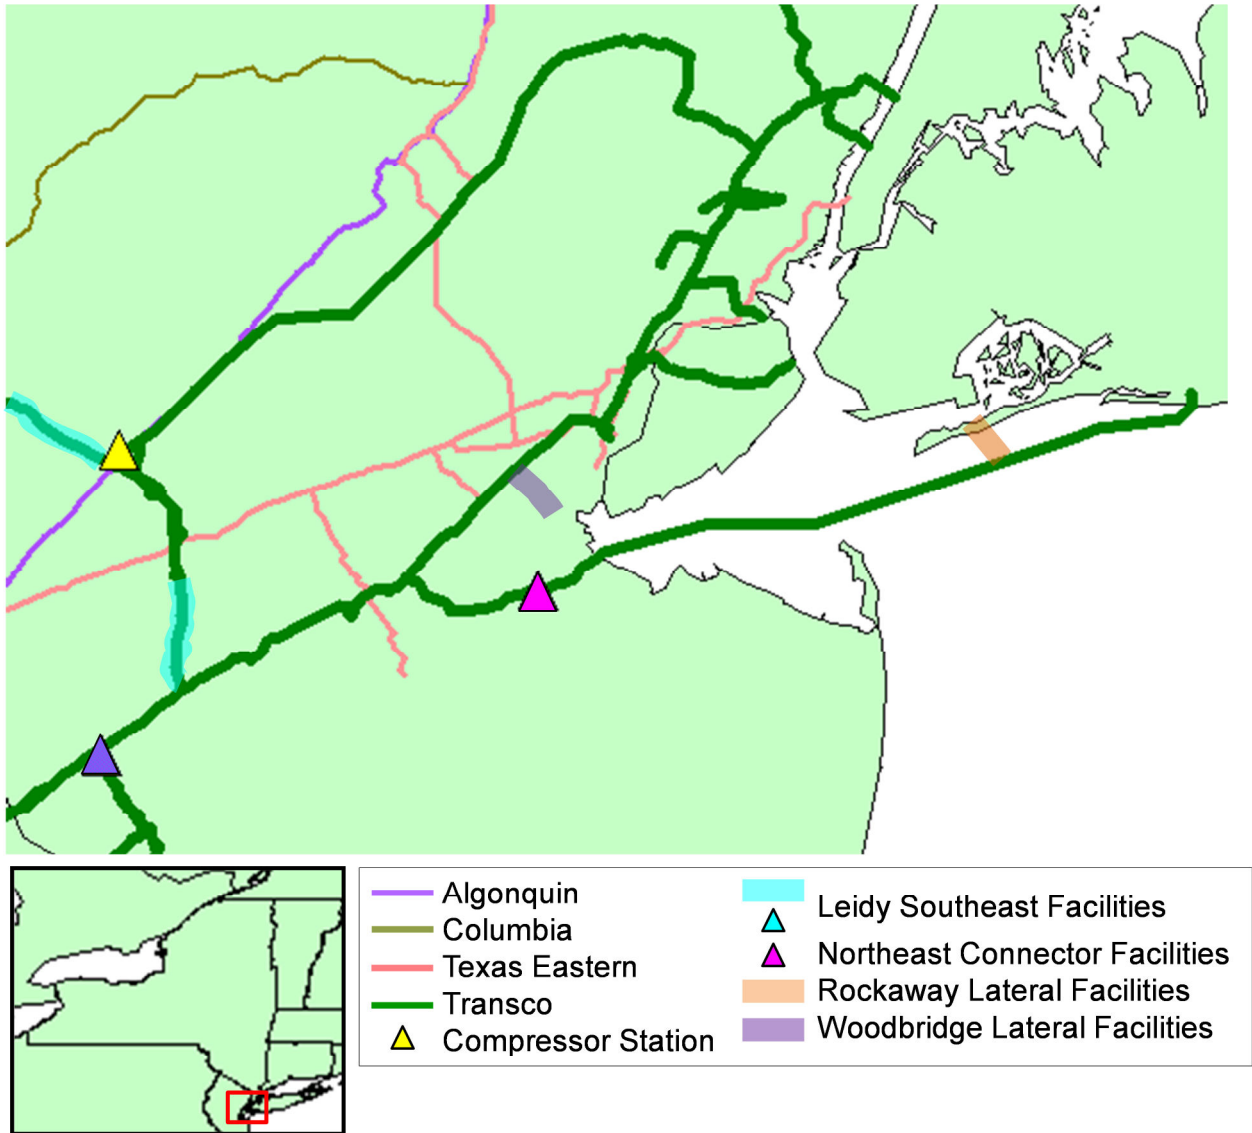 Algonquin
Columbia
Texas Eastern
Transco
Compressor Station
Leidy Southeast Facilities
Northeast Connector Facilities
Rockaway Lateral Facilities
Woodbridge Lateral Facilities